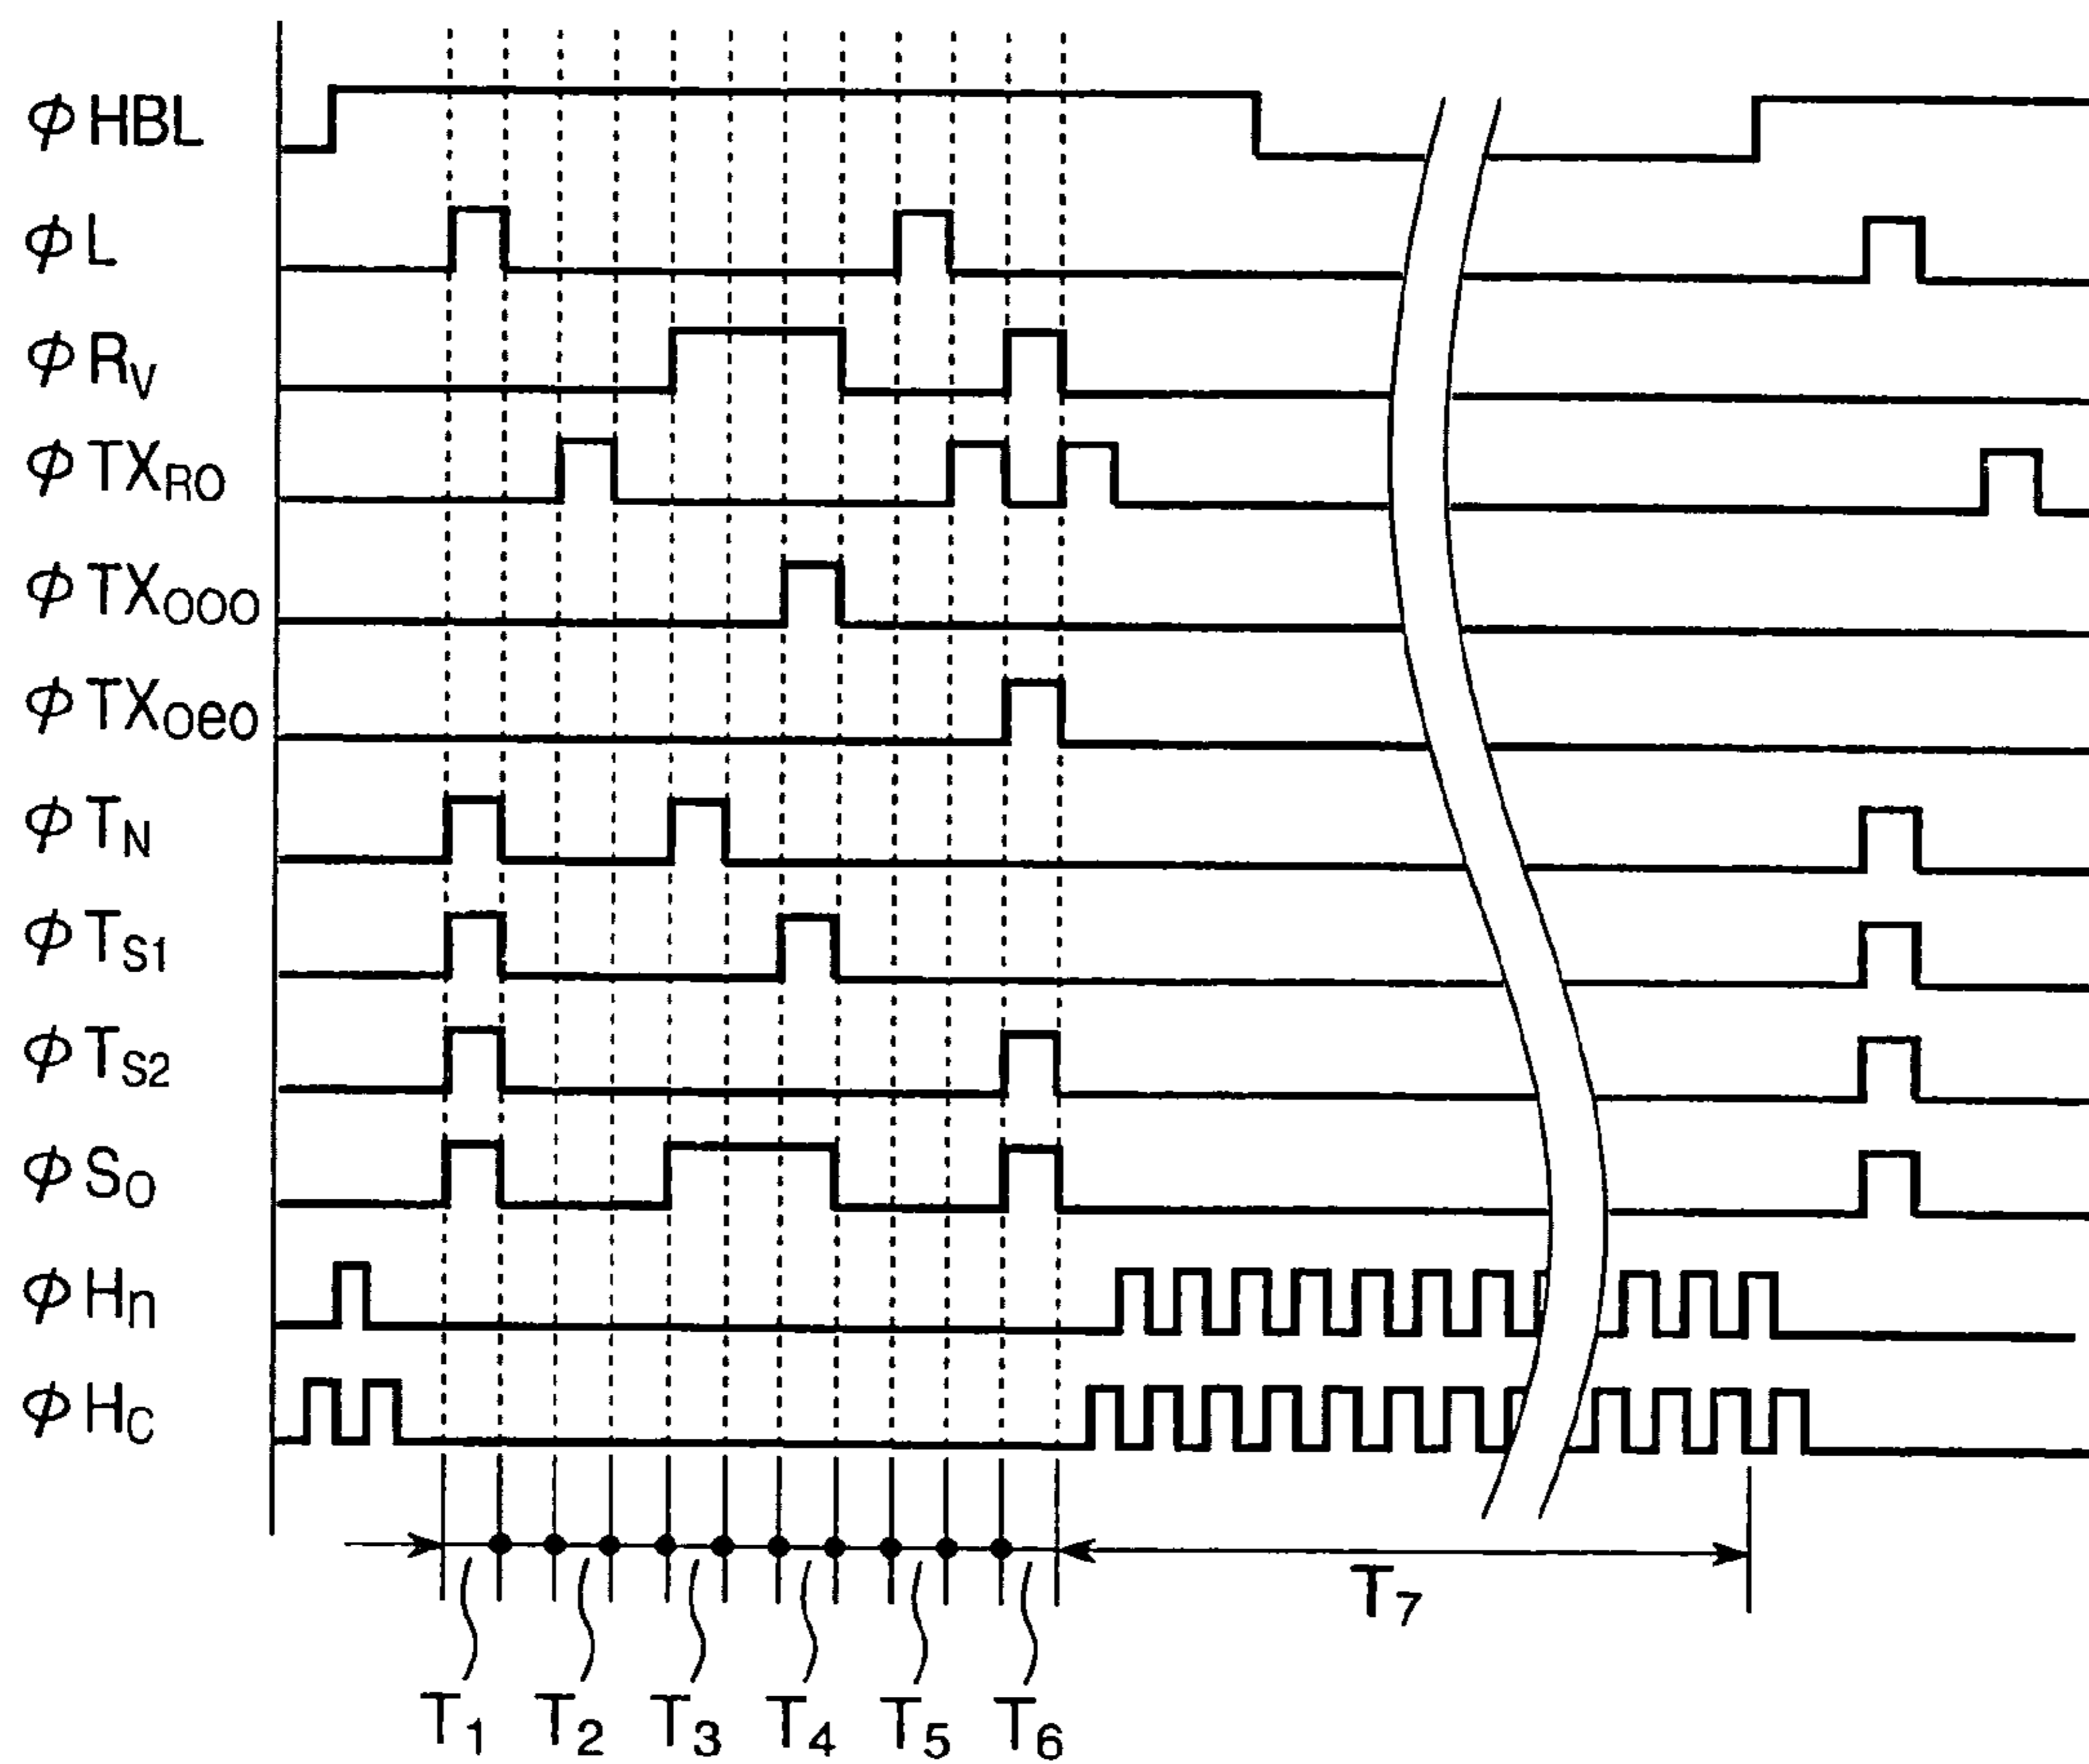 φHBL
φL
φRV
φTXRO
φTXOOO
φTXOeO
φTN
φTS1
φTS2
φSO
φHn
φHC
T7
T1 T2 T3 T4 T5 T6